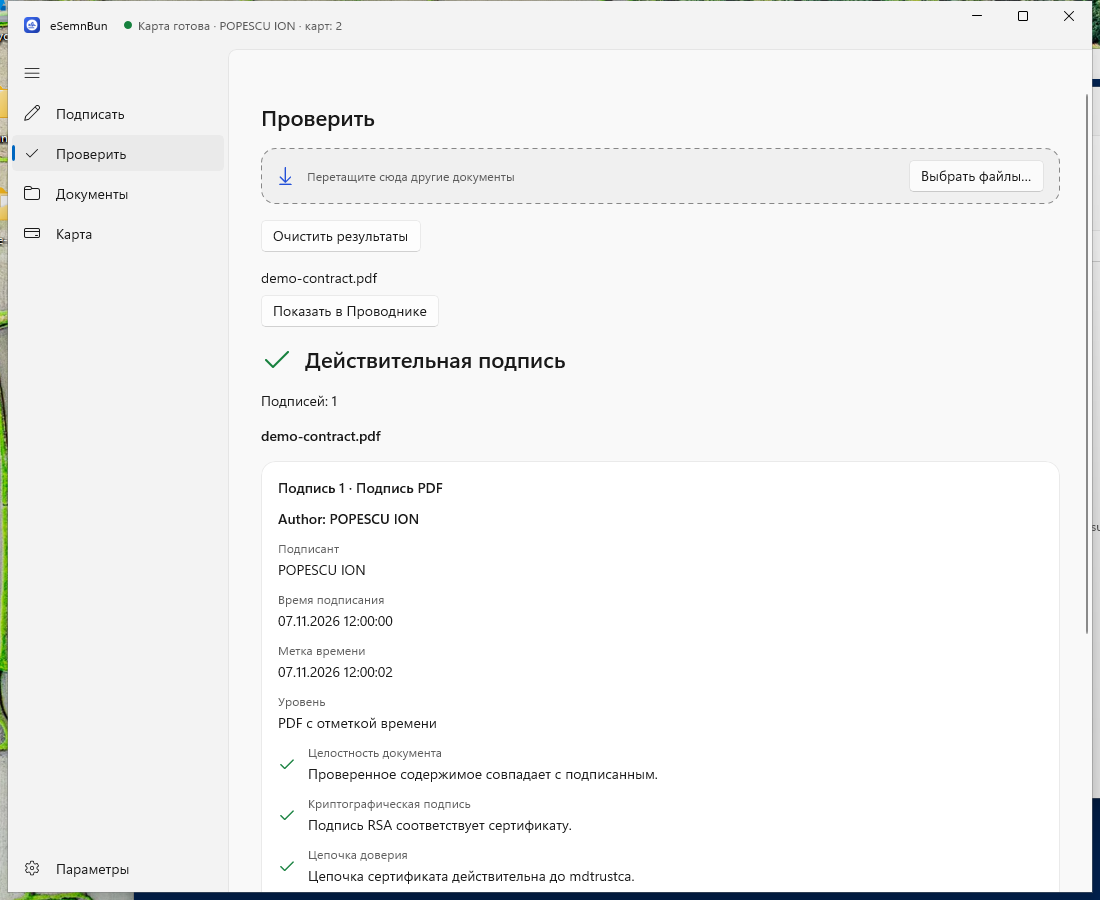 eSemnBun
Карта готова · POPESCU ION · карт: 2
Подписать
Проверить
Документы
Карта
Параметры
Проверить
Перетащите сюда другие документы
Выбрать файлы...
Очистить результаты
demo-contract.pdf
Показать в Проводнике
Действительная подпись
Подписей: 1
demo-contract.pdf
Подпись 1 · Подпись PDF
Author: POPESCU ION
Подписант
POPESCU ION
Время подписания
07.11.2026 12:00:00
Метка времени
07.11.2026 12:00:02
Уровень
PDF с отметкой времени
Целостность документа
Проверенное содержимое совпадает с подписанным.
Криптографическая подпись
Подпись RSA соответствует сертификату.
Цепочка доверия
Цепочка сертификата действительна до mdtrustca.